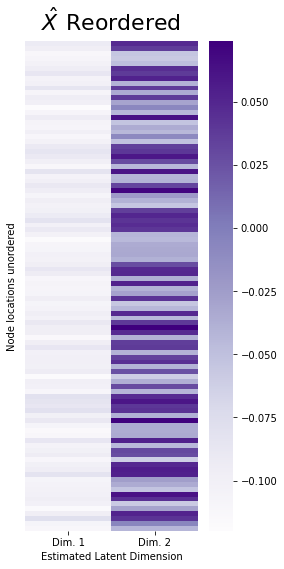 X̂ Reordered
Node locations unordered
0.050
0.025
0.000
−0.025
−0.050
−0.075
−0.100
Dim. 1 Dim. 2
Estimated Latent Dimension